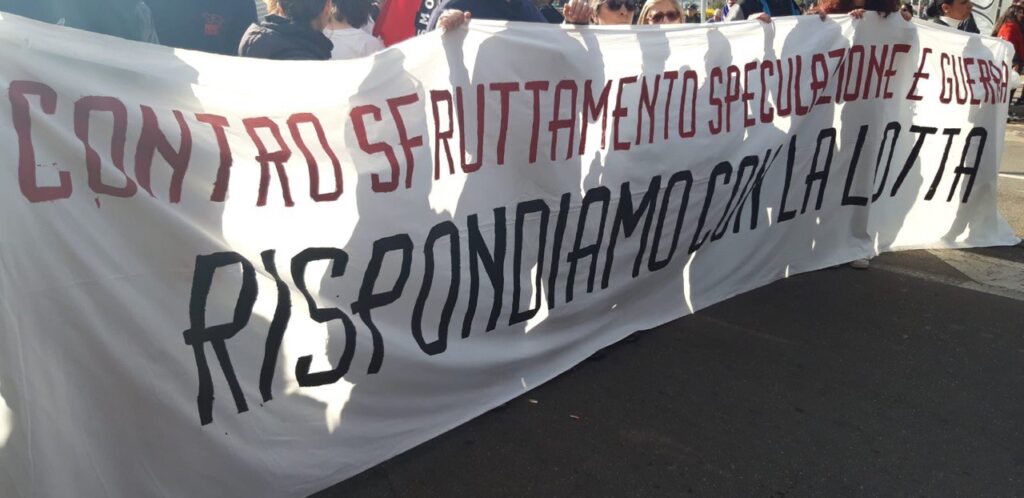 CONTRO SFRUTTAMENTO SPECULAZIONE E GUERRA
RISPONDIAMO CON LA LOTTA